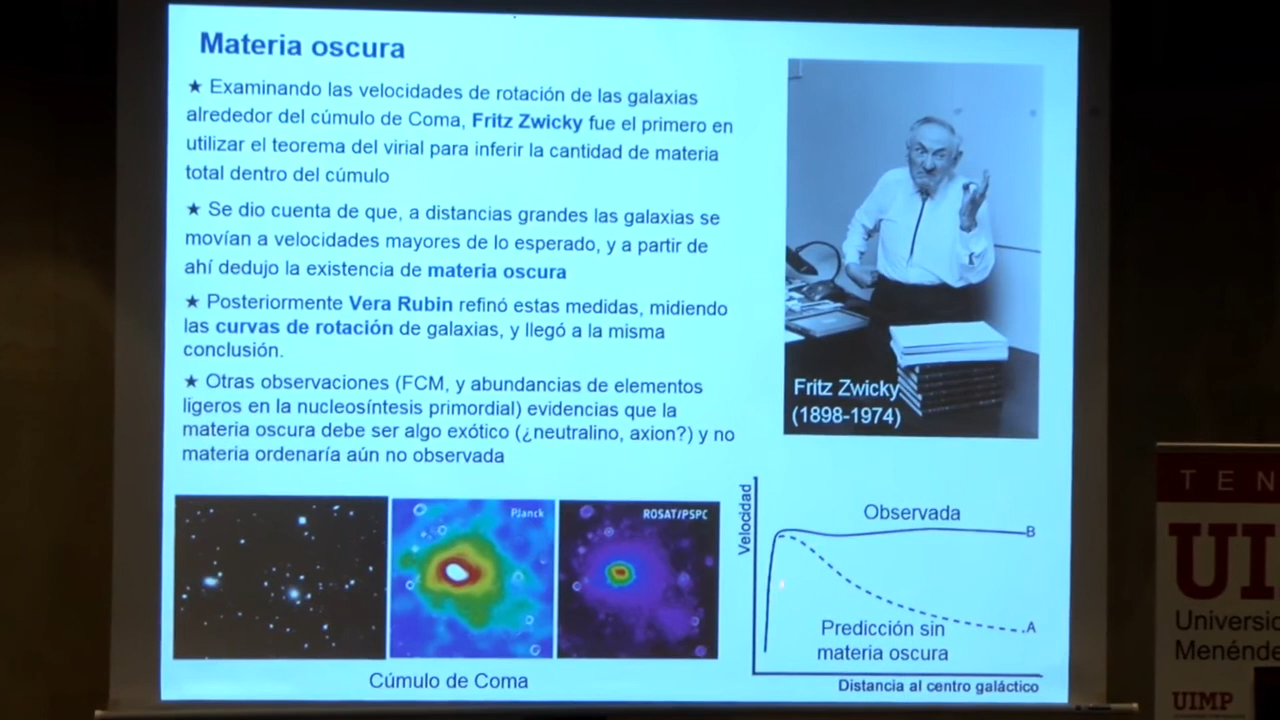 Materia oscura
★ Examinando las velocidades de rotación de las galaxias
alrededor del cúmulo de Coma, Fritz Zwicky fue el primero en
utilizar el teorema del virial para inferir la cantidad de materia
total dentro del cúmulo
★ Se dio cuenta de que, a distancias grandes las galaxias se
movían a velocidades mayores de lo esperado, y a partir de
ahí dedujo la existencia de materia oscura
★ Posteriormente Vera Rubin refinó estas medidas, midiendo
las curvas de rotación de galaxias, y llegó a la misma
conclusión.
★ Otras observaciones (FCM, y abundancias de elementos
ligeros en la nucleosíntesis primordial) evidencias que la
materia oscura debe ser algo exótico (¿neutralino, axion?) y no
materia ordenaría aún no observada
Fritz Zwicky
(1898-1974)
Planck
ROSAT/PSPC
Cúmulo de Coma
Velocidad
Observada
B
A
Predicción sin
materia oscura
Distancia al centro galáctico
TEN
UI
Universid
Menénde
UIMP